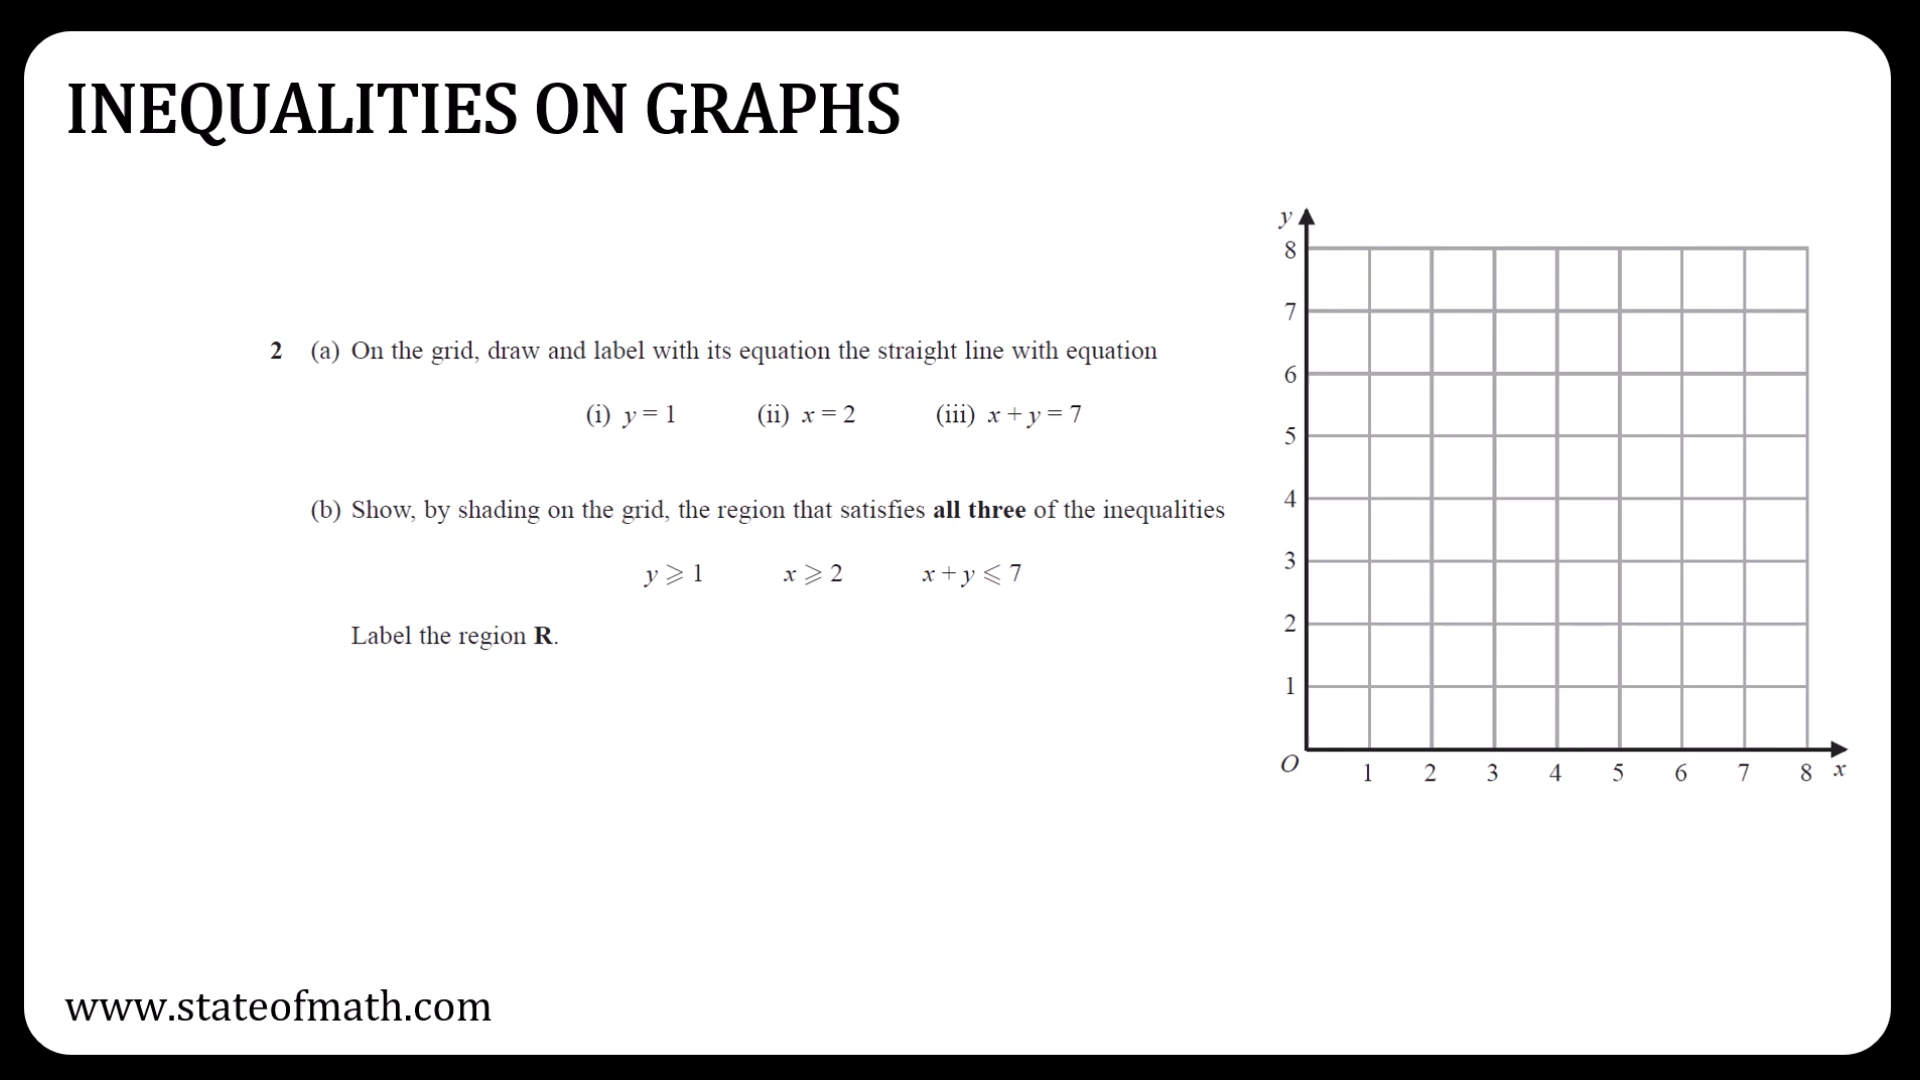 INEQUALITIES ON GRAPHS
2 (a) On the grid, draw and label with its equation the straight line with equation
(i) y = 1 (ii) x = 2 (iii) x + y = 7
(b) Show, by shading on the grid, the region that satisfies all three of the inequalities
y ⩾ 1 x ⩾ 2 x + y ⩽ 7
Label the region R.
y
8
7
6
5
4
3
2
1
O
1 2 3 4 5 6 7 8 x
www.stateofmath.com